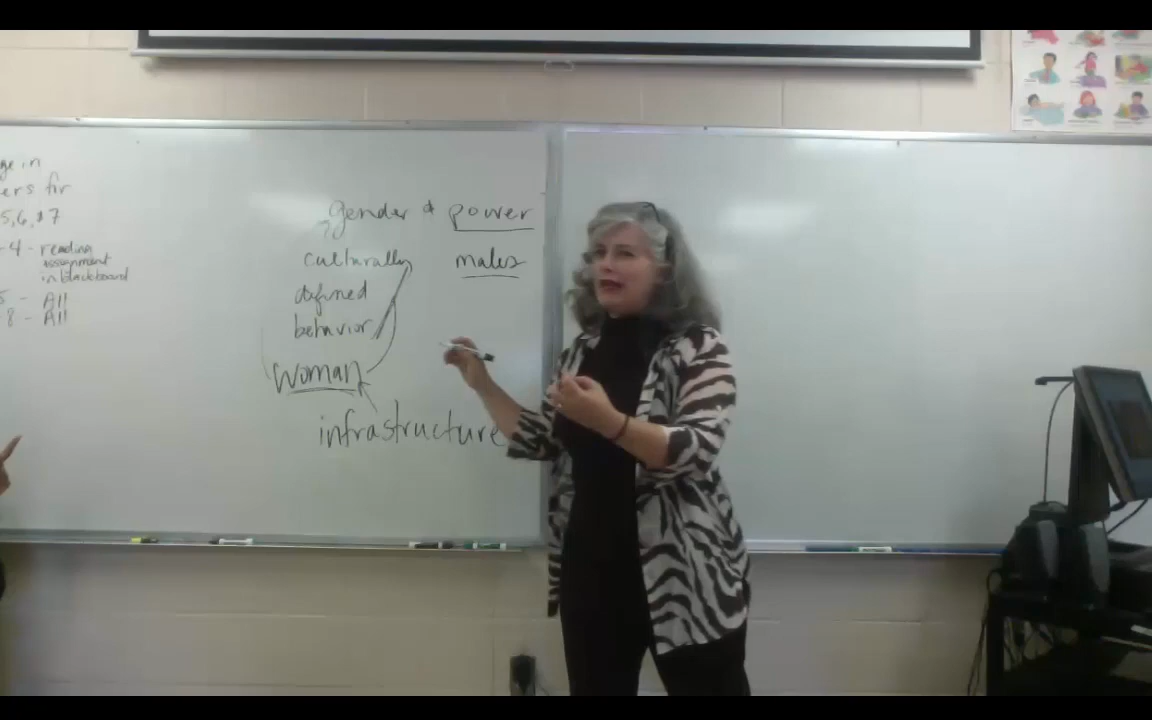 ge in
ers for
5, 6, & 7
-4 - reading
assignment
in blackboard
- All
8 - All
gender & power
culturally males
defined
behavior
woman
infrastructure